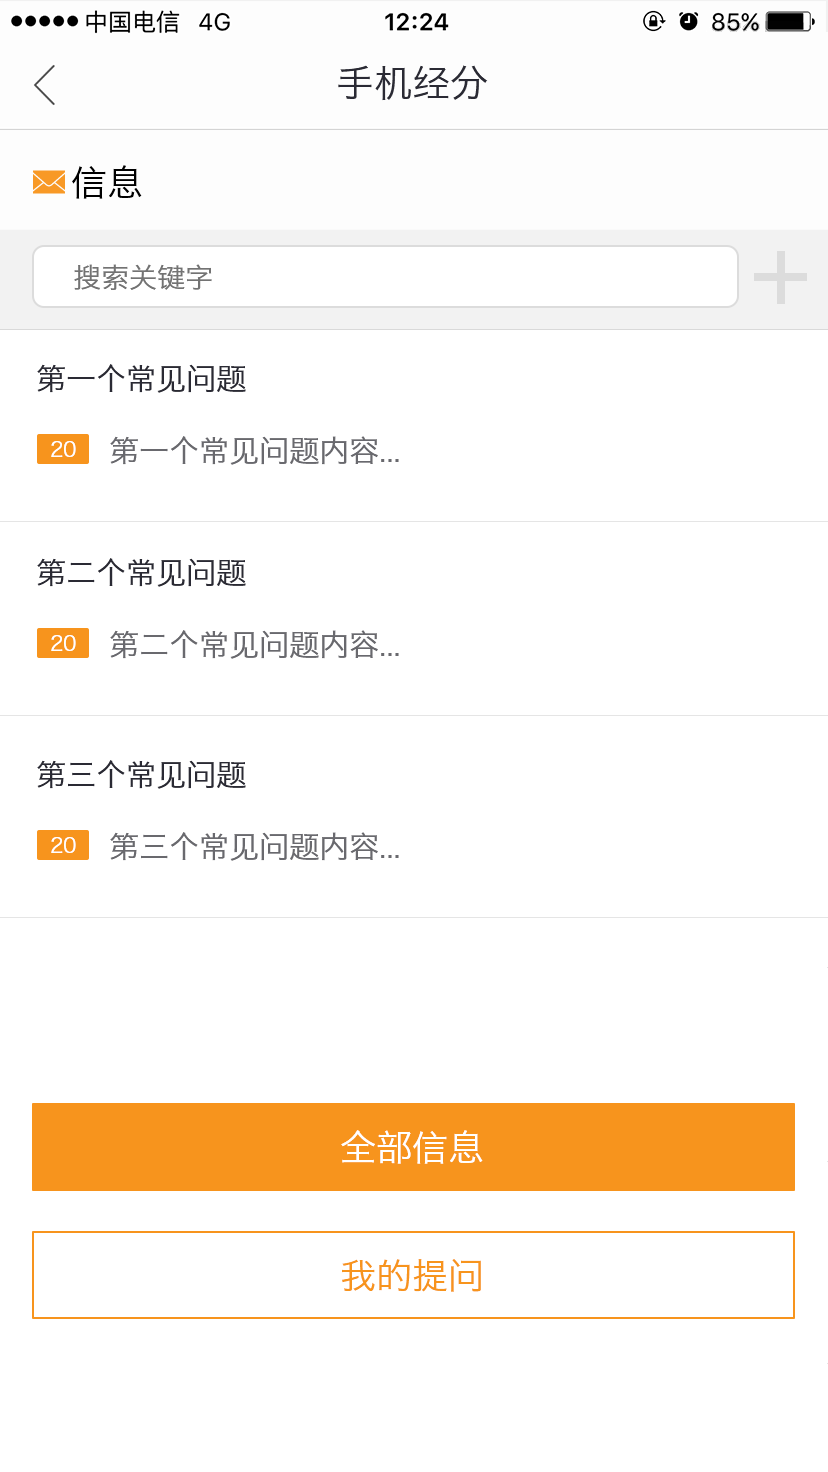 中国电信 4G 12:24 85%
手机经分
信息
搜索关键字
第一个常见问题
20 第一个常见问题内容...
第二个常见问题
20 第二个常见问题内容...
第三个常见问题
20 第三个常见问题内容...
全部信息
我的提问